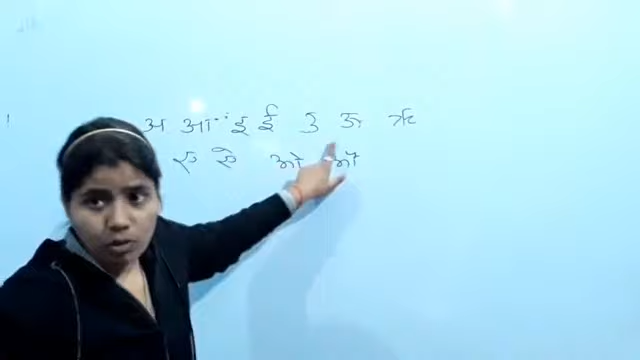 अ आ इ ई उ ऊ ऋ
ए ऐ ओ औ